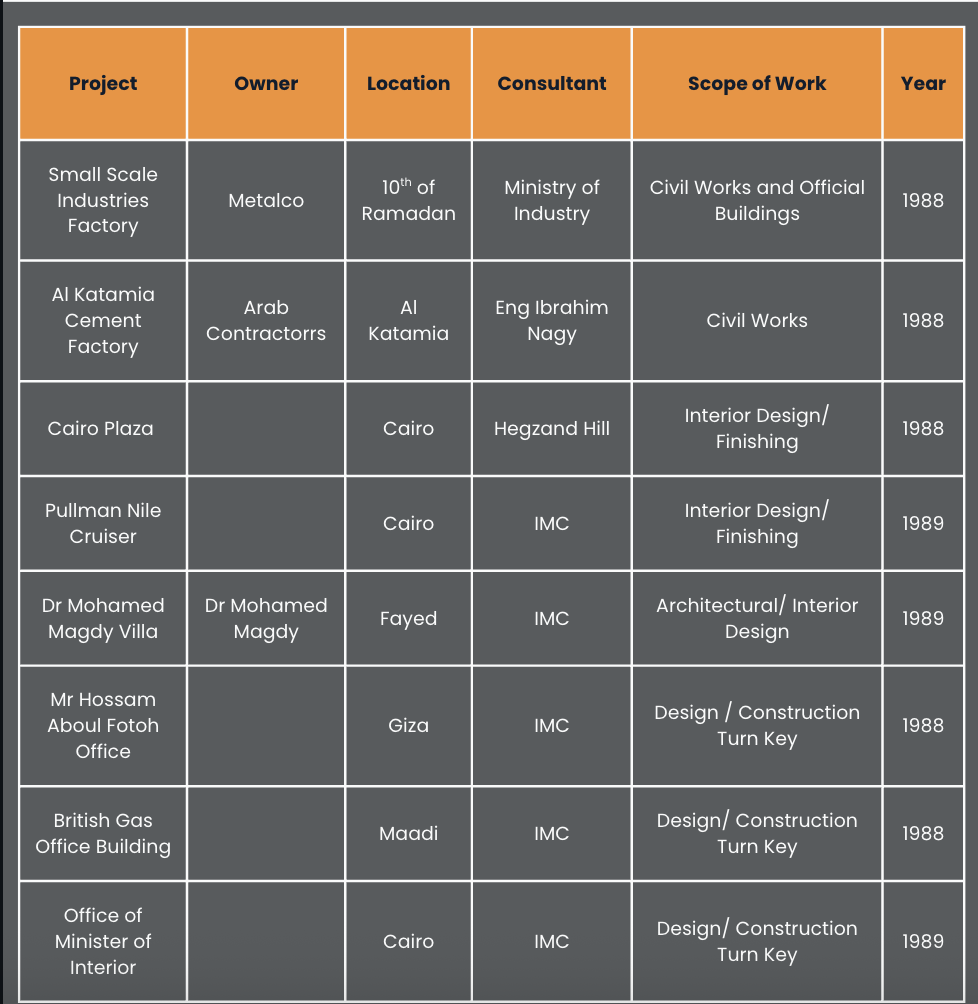 Project Owner Location Consultant Scope of Work Year
Small Scale
Industries
Factory
Metalco
10th of
Ramadan
Ministry of
Industry
Civil Works and Official
Buildings
1988
Al Katamia
Cement
Factory
Arab
Contractorrs
Al
Katamia
Eng Ibrahim
Nagy
Civil Works
1988
Cairo Plaza
Cairo
Hegzand Hill
Interior Design/
Finishing
1988
Pullman Nile
Cruiser
Cairo
IMC
Interior Design/
Finishing
1989
Dr Mohamed
Magdy Villa
Dr Mohamed
Magdy
Fayed
IMC
Architectural/ Interior
Design
1989
Mr Hossam
Aboul Fotoh
Office
Giza
IMC
Design / Construction
Turn Key
1988
British Gas
Office Building
Maadi
IMC
Design/ Construction
Turn Key
1988
Office of
Minister of
Interior
Cairo
IMC
Design/ Construction
Turn Key
1989